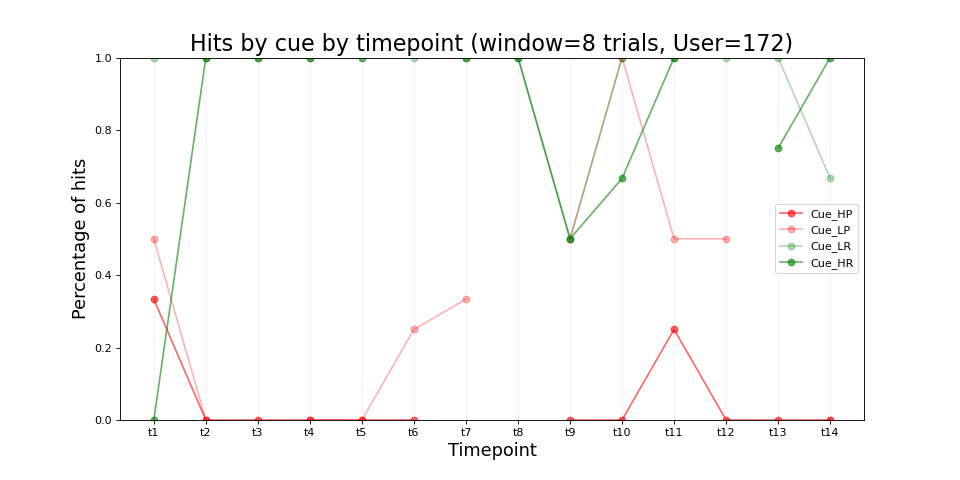 Hits by cue by timepoint (window=8 trials, User=172)
Percentage of hits
1.0
0.8
0.6
0.4
0.2
0.0
Cue_HP
Cue_LP
Cue_LR
Cue_HR
t1 t2 t3 t4 t5 t6 t7 t8 t9 t10 t11 t12 t13 t14
Timepoint